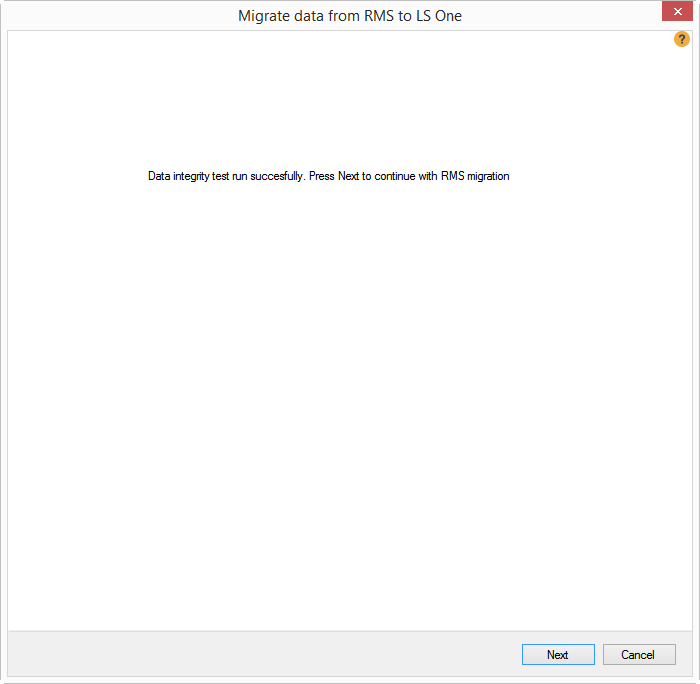 Migrate data from RMS to LS One
?
Data integrity test run succesfully. Press Next to continue with RMS migration
Next
Cancel